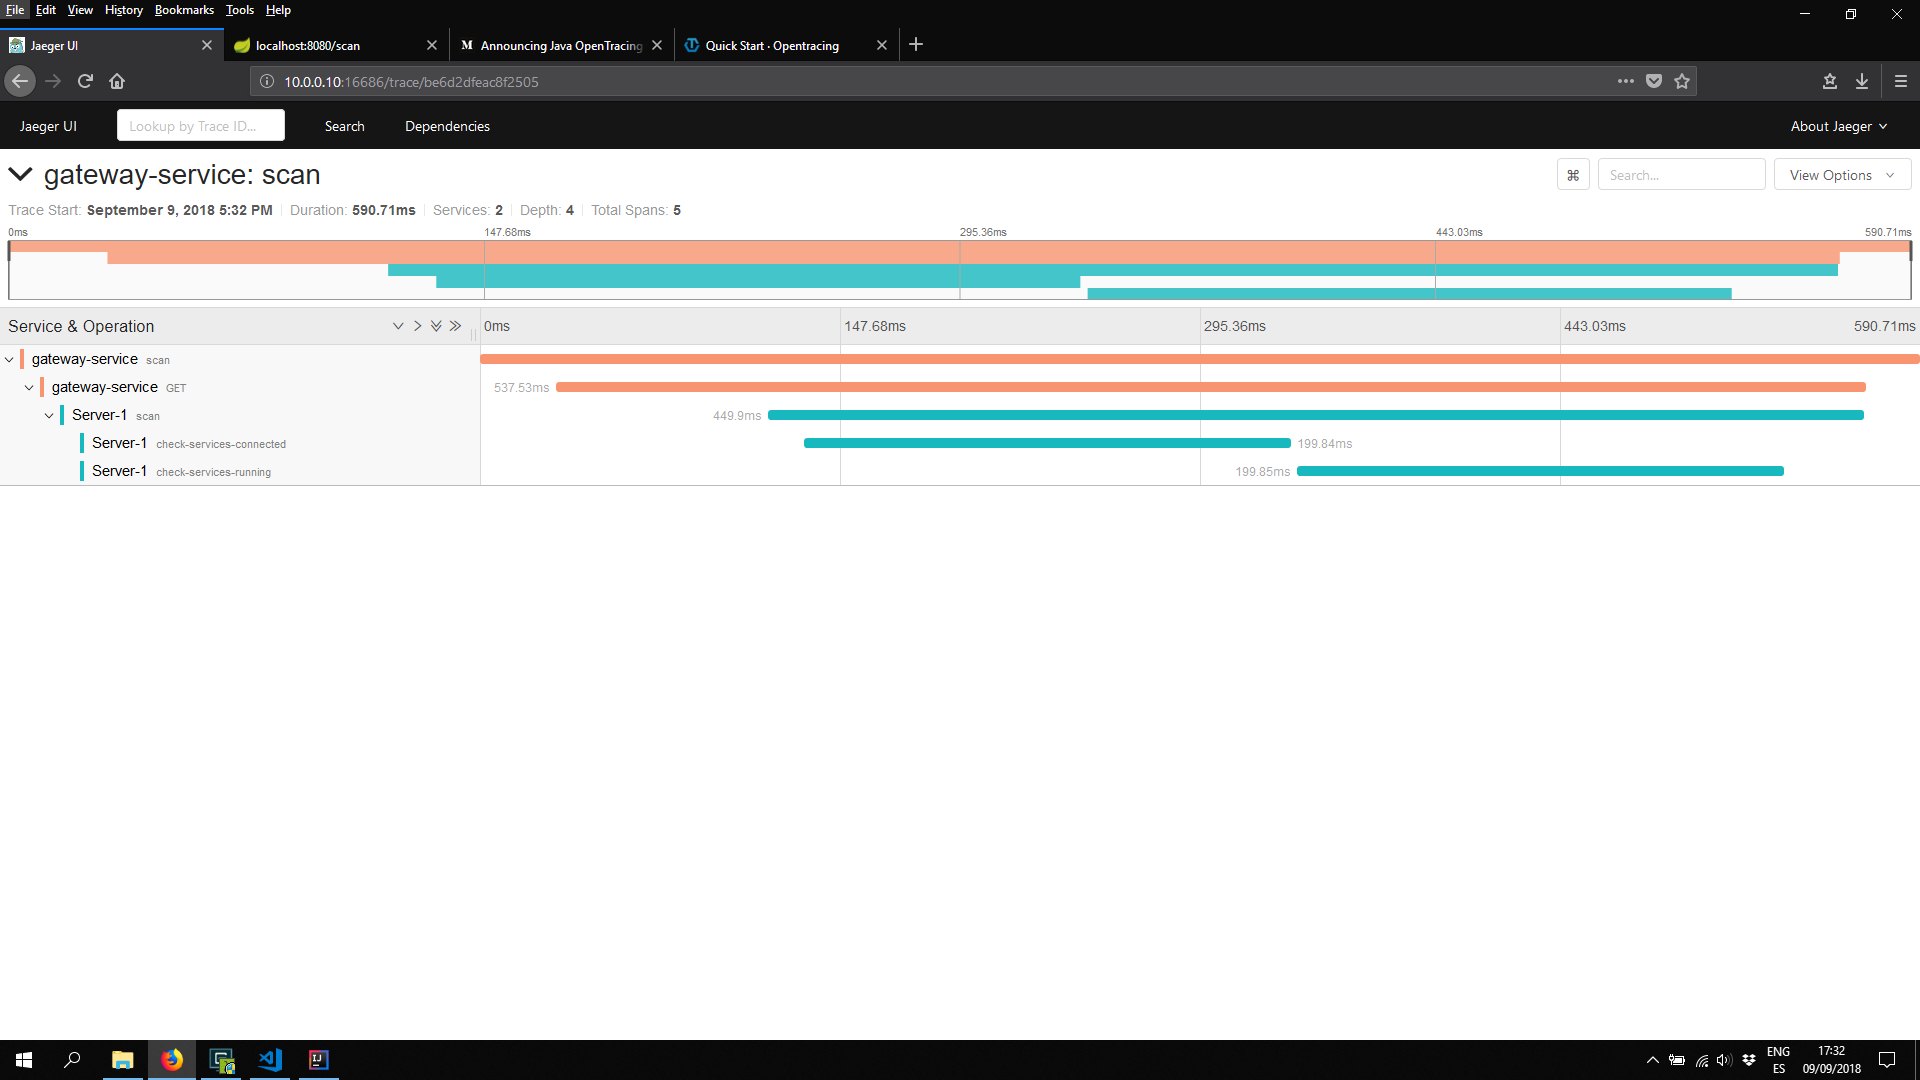 File Edit View History Bookmarks Tools Help
Jaeger UI localhost:8080/scan M Announcing Java OpenTracing Quick Start · Opentracing
10.0.0.10:16686/trace/be6d2dfeac8f2505
Jaeger UI Lookup by Trace ID... Search Dependencies About Jaeger
gateway-service: scan ⌘ Search... View Options
Trace Start: September 9, 2018 5:32 PM Duration: 590.71ms Services: 2 Depth: 4 Total Spans: 5
0ms 147.68ms 295.36ms 443.03ms 590.71ms
Service & Operation 0ms 147.68ms 295.36ms 443.03ms 590.71ms
gateway-service scan
gateway-service GET 537.53ms
Server-1 scan 449.9ms
Server-1 check-services-connected 199.84ms
Server-1 check-services-running 199.85ms
ENG 17:32
ES 09/09/2018